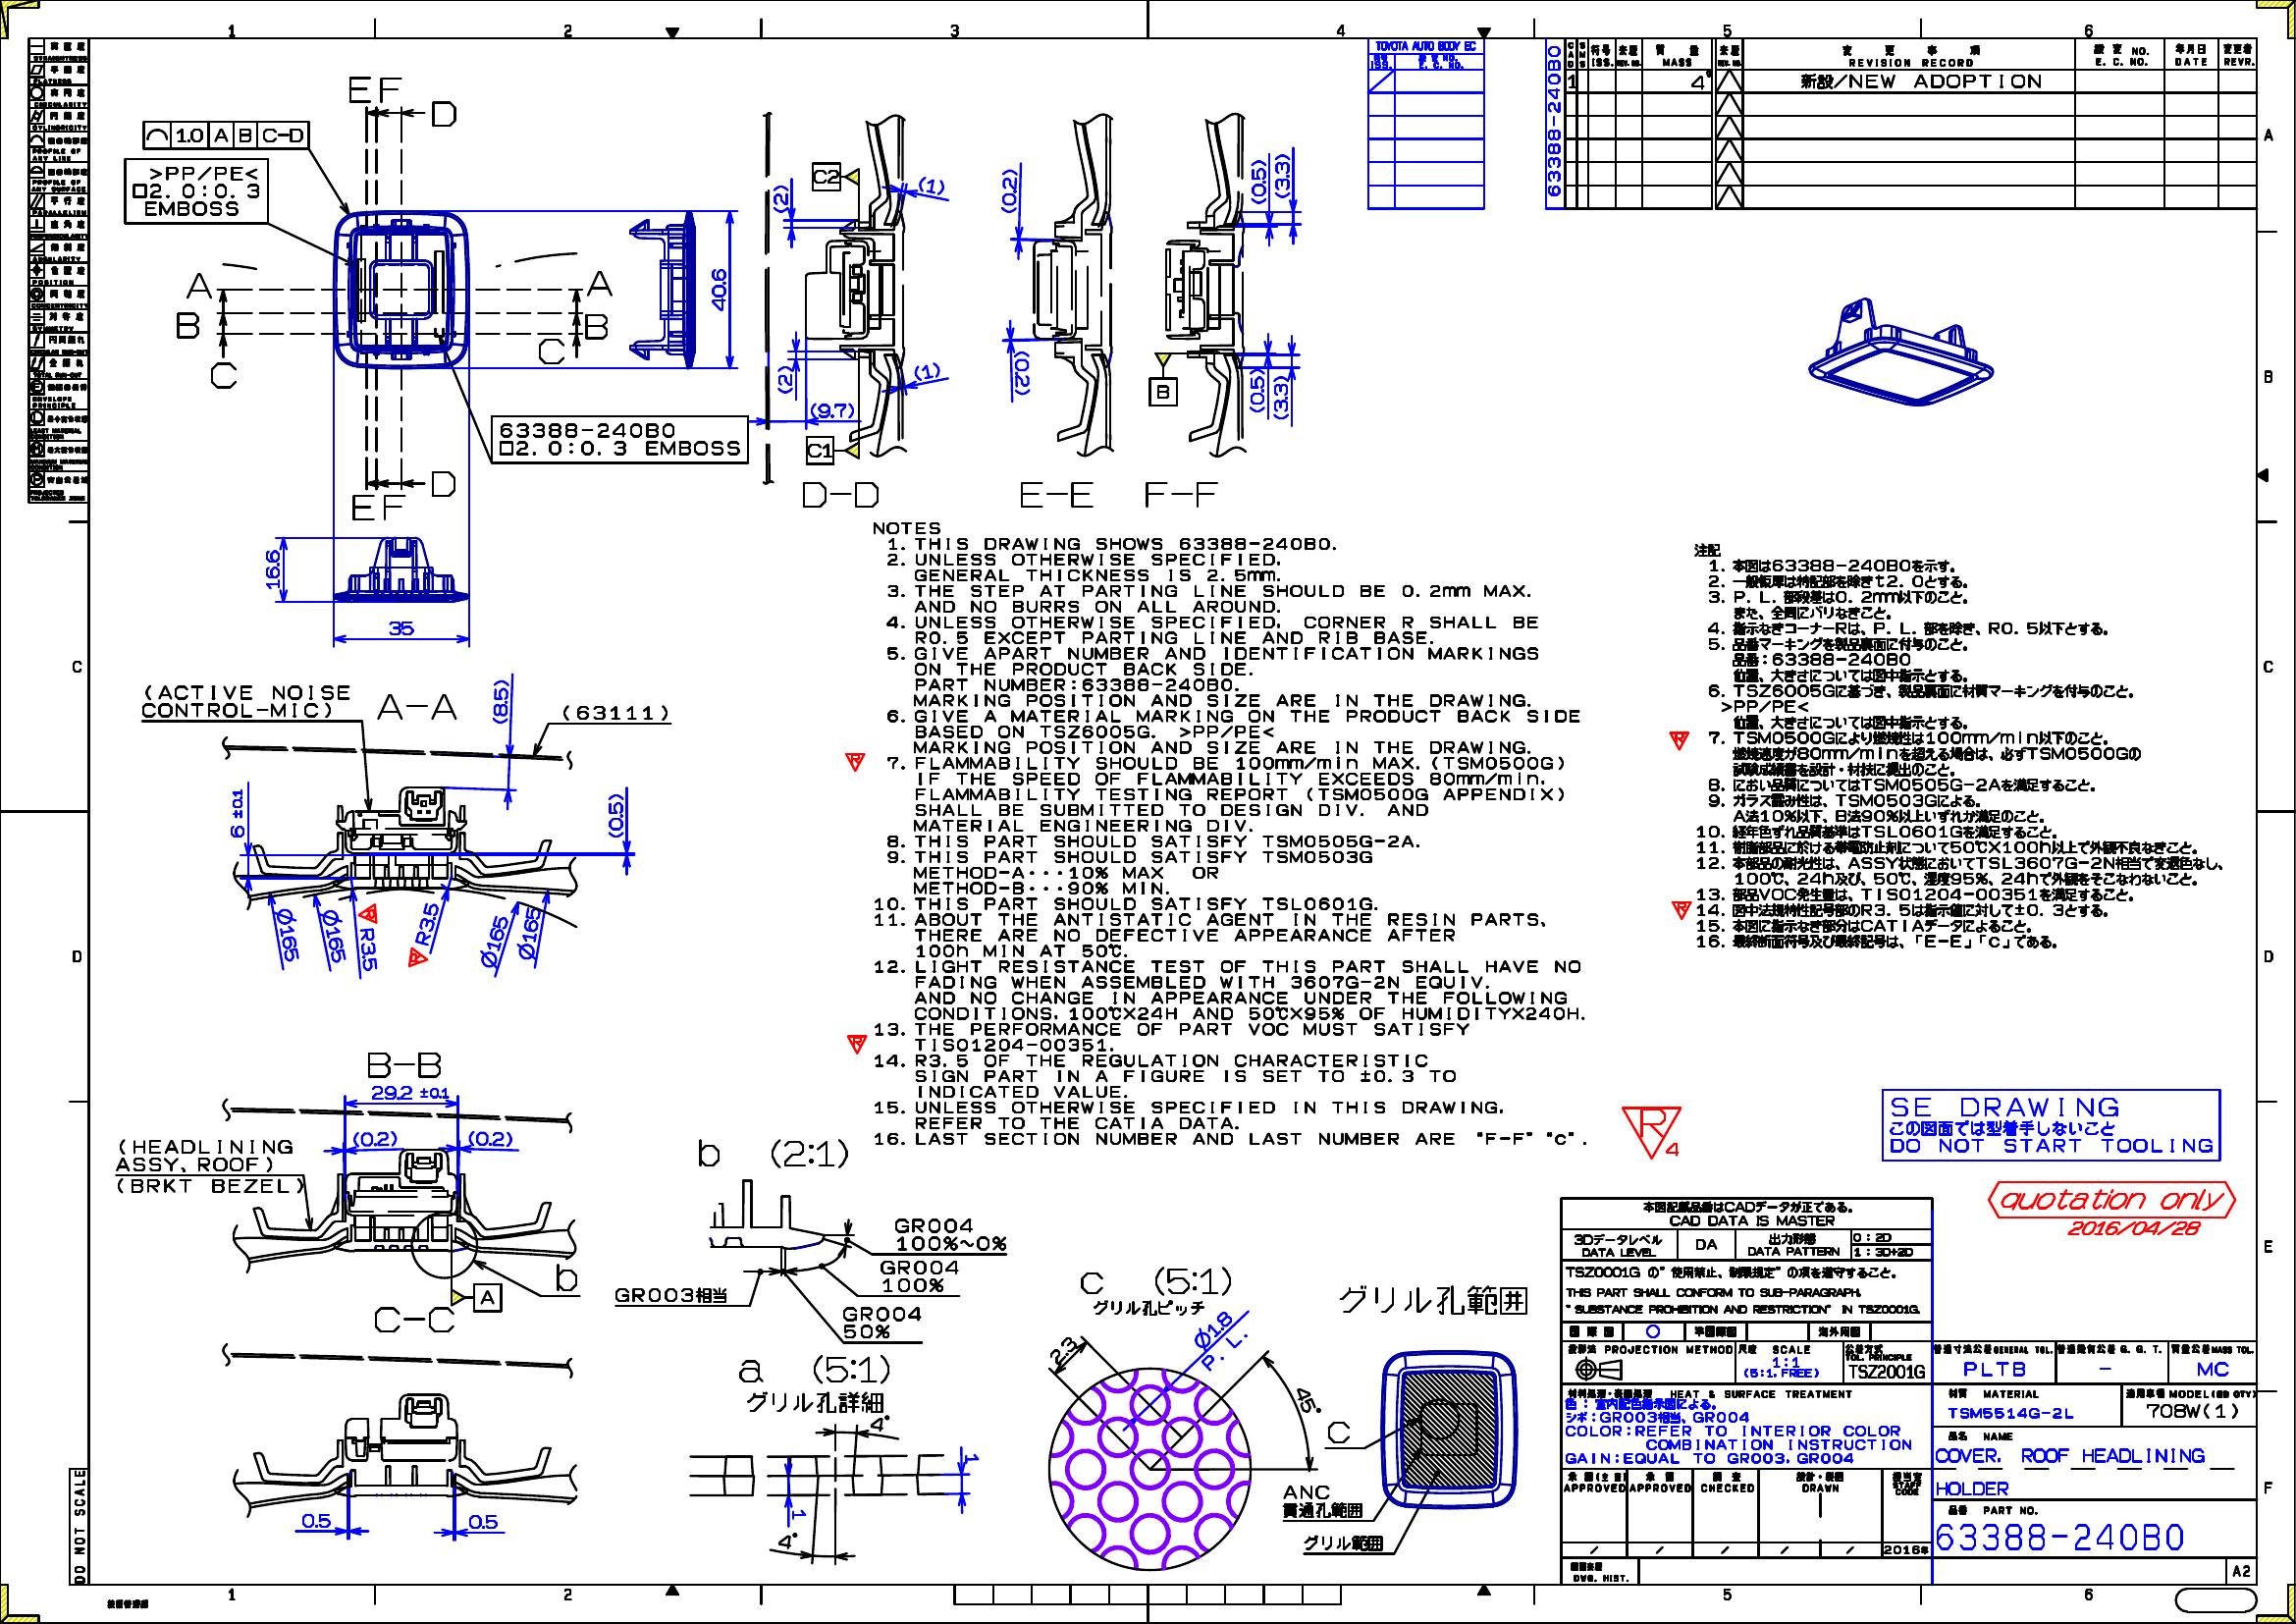 1 2 3 4 5 6
TOYOTA AUTO BODY EC
ISS. E. C. NO.
63388-240B0
符号 ISS.
質量 MASS
変更事項 REVISION RECORD
設変 NO. E. C. NO.
年月日 DATE
変更者 REVR.
1 4 新設/NEW ADOPTION
A
B
C
D
E
F
E F
D
1.0 A B C-D
>PP/PE<
□2. 0:0. 3
EMBOSS
A A
B B
C C
40.6
63388-240B0
□2. 0:0. 3 EMBOSS
E F
D
C2
(2) (1)
(2) (1)
(9.7)
C1
D-D
(0.2)
(0.2)
E-E
(0.5) (3.3)
B
(0.5) (3.3)
F-F
16.6
35
(ACTIVE NOISE
CONTROL-MIC)
A-A
(8.5)
(63111)
6 ±0.1
(0.5)
Ø165 Ø165 R3.5 R3.5 Ø165 Ø165
B-B
29.2 ±0.1
(0.2) (0.2)
(HEADLINING
ASSY, ROOF)
(BRKT BEZEL)
b
A
C-C
0.5 0.5
NOTES
1. THIS DRAWING SHOWS 63388-240B0.
2. UNLESS OTHERWISE SPECIFIED.
GENERAL THICKNESS IS 2. 5mm.
3. THE STEP AT PARTING LINE SHOULD BE 0. 2mm MAX.
AND NO BURRS ON ALL AROUND.
4. UNLESS OTHERWISE SPECIFIED, CORNER R SHALL BE
R0. 5 EXCEPT PARTING LINE AND RIB BASE.
5. GIVE APART NUMBER AND IDENTIFICATION MARKINGS
ON THE PRODUCT BACK SIDE.
PART NUMBER:63388-240B0.
MARKING POSITION AND SIZE ARE IN THE DRAWING.
6. GIVE A MATERIAL MARKING ON THE PRODUCT BACK SIDE
BASED ON TSZ6005G. >PP/PE<
MARKING POSITION AND SIZE ARE IN THE DRAWING.
7. FLAMMABILITY SHOULD BE 100mm/min MAX. (TSM0500G)
IF THE SPEED OF FLAMMABILITY EXCEEDS 80mm/min,
FLAMMABILITY TESTING REPORT (TSM0500G APPENDIX)
SHALL BE SUBMITTED TO DESIGN DIV. AND
MATERIAL ENGINEERING DIV.
8. THIS PART SHOULD SATISFY TSM0505G-2A.
9. THIS PART SHOULD SATISFY TSM0503G
METHOD-A···10% MAX OR
METHOD-B···90% MIN.
10. THIS PART SHOULD SATISFY TSL0601G.
11. ABOUT THE ANTISTATIC AGENT IN THE RESIN PARTS,
THERE ARE NO DEFECTIVE APPEARANCE AFTER
100h MIN AT 50℃.
12. LIGHT RESISTANCE TEST OF THIS PART SHALL HAVE NO
FADING WHEN ASSEMBLED WITH 3607G-2N EQUIV.
AND NO CHANGE IN APPEARANCE UNDER THE FOLLOWING
CONDITIONS, 100℃X24H AND 50℃X95% OF HUMIDITYX240H.
13. THE PERFORMANCE OF PART VOC MUST SATISFY
TIS01204-00351.
14. R3. 5 OF THE REGULATION CHARACTERISTIC
SIGN PART IN A FIGURE IS SET TO ±0. 3 TO
INDICATED VALUE.
15. UNLESS OTHERWISE SPECIFIED IN THIS DRAWING,
REFER TO THE CATIA DATA.
16. LAST SECTION NUMBER AND LAST NUMBER ARE "F-F" "c".
注記
1. 本図は63388-240B0を示す。
2. 一般板厚は特記部を除きt2. 0とする。
3. P. L. 部段差は0. 2mm以下のこと。
また、全周にバリなきこと。
4. 指示なきコーナーRは、P. L. 部を除き、R0. 5以下とする。
5. 品番マーキングを製品裏面に付与のこと。
品番:63388-240B0
位置、大きさについては図中指示とする。
6. TSZ6005Gに基づき、製品裏面に材質マーキングを付与のこと。
>PP/PE<
位置、大きさについては図中指示とする。
7. TSM0500Gにより燃焼性は100mm/min以下のこと。
燃焼速度が80mm/minを超える場合は、必ずTSM0500Gの
試験成績書を設計・材技に提出のこと。
8. におい品質についてはTSM0505G-2Aを満足すること。
9. ガラス曇り性は、TSM0503Gによる。
A法10%以下、B法90%以上いずれか満足のこと。
10. 経年色ずれ品質基準はTSL0601Gを満足すること。
11. 樹脂部品に於ける帯電防止剤について50℃X100h以上で外観不良なきこと。
12. 本部品の耐光性は、ASSY状態においてTSL3607G-2N相当で変退色なし、
100℃、24h及び、50℃、湿度95%、24hで外観をそこなわないこと。
13. 部品VOC発生量は、TIS01204-00351を満足すること。
14. 図中法規特性記号部のR3. 5は指示値に対して±0. 3とする。
15. 本図に指示なき部分はCATIAデータによること。
16. 最終断面符号及び最終記号は、「E-E」「c」である。
R 4
SE DRAWING
この図面では型着手しないこと
DO NOT START TOOLING
quotation only
2016/04/28
b (2:1)
GR004
100%~0%
GR004
100%
GR003相当
GR004
50%
a (5:1)
グリル孔詳細
4°
1
1
4°
C (5:1)
グリル孔ピッチ
2.3
Ø1.8
P. L.
45°
グリル孔範囲
C
ANC
貫通孔範囲
グリル範囲
本図記載品番はCADデータが正である。
CAD DATA IS MASTER
3Dデータレベル DATA LEVEL
DA
出力形態 DATA PATTERN
0:2D
1:3D+2D
TSZ0001G の"使用禁止、制限規定"の項を遵守すること。
THIS PART SHALL CONFORM TO SUB-PARAGRAPH,
"SUBSTANCE PROHIBITION AND RESTRICTION" IN TSZ0001G.
投影法 PROJECTION METHOD
尺度 SCALE
1:1
(5:1, FREE)
公差方式
TOL. PRINCIPLE
TSZ2001G
GENERAL TOL.
PLTB
G. G. T.
-
MASS TOL.
MC
HEAT & SURFACE TREATMENT
色:室内配色指示図による。
シボ:GR003相当、GR004
COLOR:REFER TO INTERIOR COLOR
COMBINATION INSTRUCTION
GAIN:EQUAL TO GR003, GR004
材質 MATERIAL
TSM5514G-2L
MODEL
708W(1)
品名 NAME
COVER, ROOF HEADLINING
HOLDER
APPROVED APPROVED CHECKED DRAWN
2016年
品番 PART NO.
63388-240B0
DWG. HIST.
A2
DO NOT SCALE
1 2 5 6